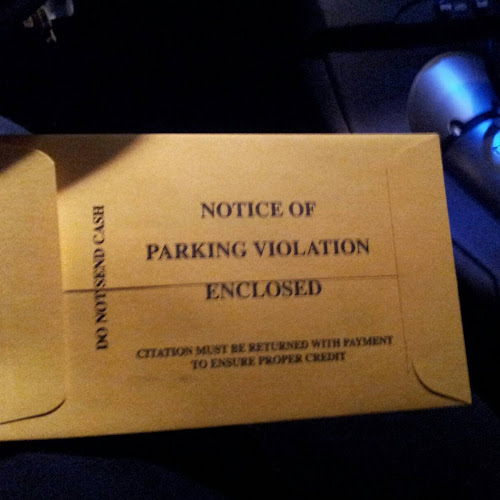 NOTICE OF
PARKING VIOLATION
ENCLOSED
DO NOT SEND CASH
CITATION MUST BE RETURNED WITH PAYMENT
TO ENSURE PROPER CREDIT